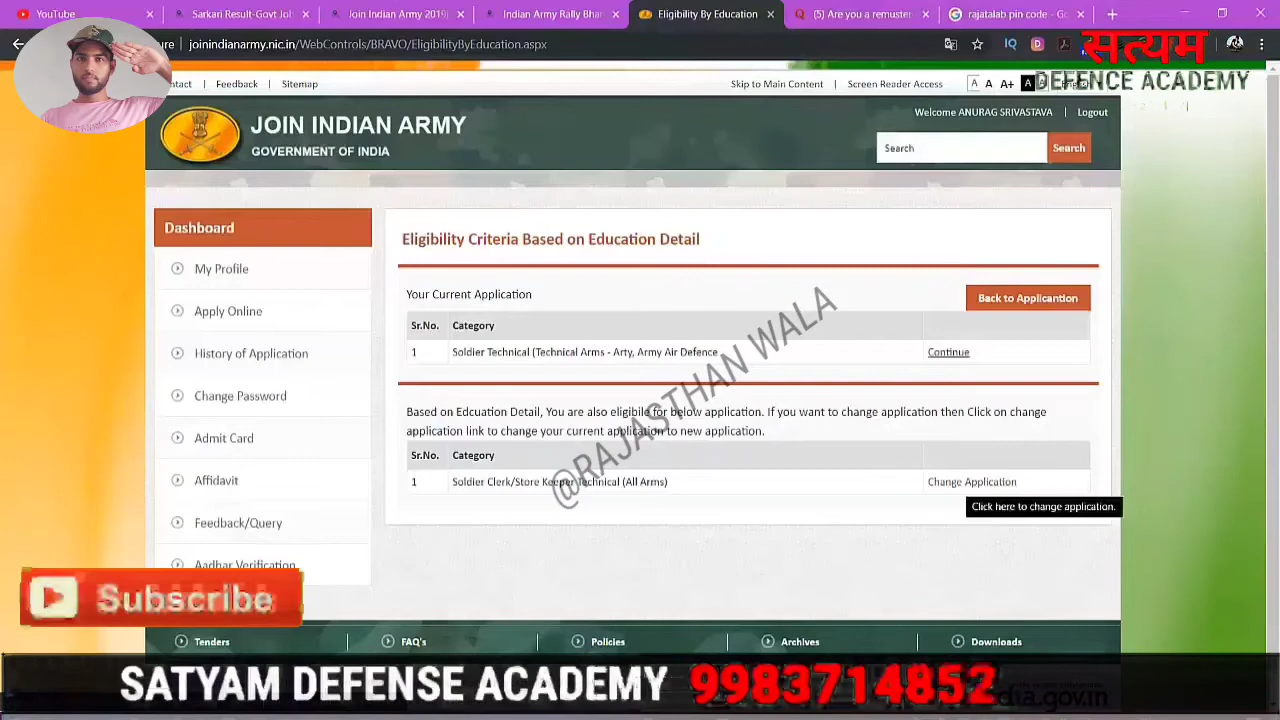 YouTube
Sarkari Result-Govt Jo
Join Indian Army 2019|
Indian Army Rally Bha
Eligibility By Education
(5) Are you a remuster
rajatalab pin code - Go
joinindianarmy.nic.in/WebControls/BRAVO/EligibilityByEducation.aspx
IQ
सत्यम
DEFENCE ACADEMY
Feedback
Sitemap
Skip to Main Content
Screen Reader Access
A A A+ A
Welcome ANURAG SRIVASTAVA | Logout
JOIN INDIAN ARMY
GOVERNMENT OF INDIA
Search
Search
Dashboard
My Profile
Apply Online
History of Application
Change Password
Admit Card
Affidavit
Feedback/Query
Aadhar Verification
Eligibility Criteria Based on Education Detail
Your Current Application
Back to Applicantion
Sr.No. Category
1 Soldier Technical (Technical Arms - Arty, Army Air Defence Continue
Based on Edcuation Detail, You are also eligibile for below application. If you want to change application then Click on change
application link to change your current application to new application.
Sr.No. Category
1 Soldier Clerk/Store Keeper Technical (All Arms) Change Application
Click here to change application.
@RAJASTHAN WALA
Subscribe
Tenders
FAQ's
Policies
Archives
Downloads
SATYAM DEFENSE ACADEMY 9983714852
dia.gov.in